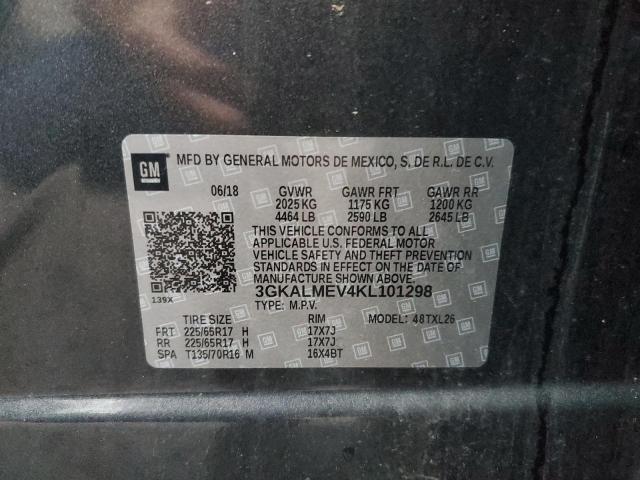 GM MFD BY GENERAL MOTORS DE MEXICO, S. DE R.L. DE C.V.
06/18 GVWR GAWR FRT GAWR RR
2025 KG 1175 KG 1200 KG
4464 LB 2590 LB 2645 LB
THIS VEHICLE CONFORMS TO ALL
APPLICABLE U.S. FEDERAL MOTOR
VEHICLE SAFETY AND THEFT PREVENTION
STANDARDS IN EFFECT ON THE DATE OF
MANUFACTURE SHOWN ABOVE.
139X 3GKALMEV4KL101298
TYPE: M.P.V.
TIRE SIZE RIM MODEL: 48TXL26
FRT 225/65R17 H 17X7J
RR 225/65R17 H 17X7J
SPA T135/70R16 M 16X4BT